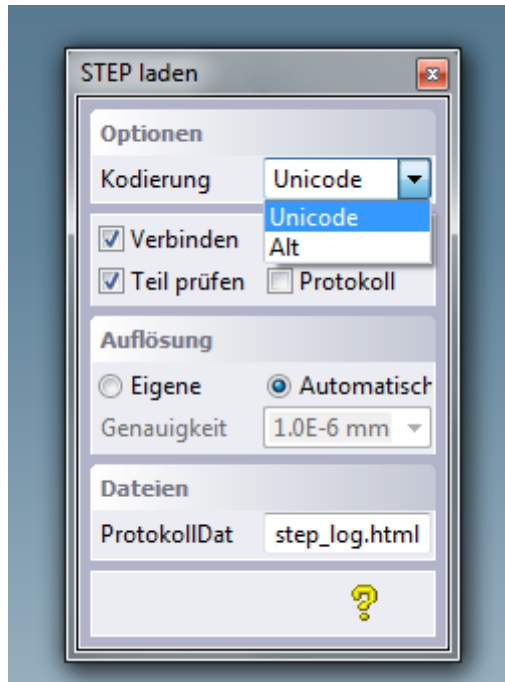 STEP laden
Optionen
Kodierung Unicode
Unicode
Verbinden
Alt
Teil prüfen Protokoll
Auflösung
Eigene Automatisch
Genauigkeit 1.0E-6 mm
Dateien
ProtokollDat step_log.html